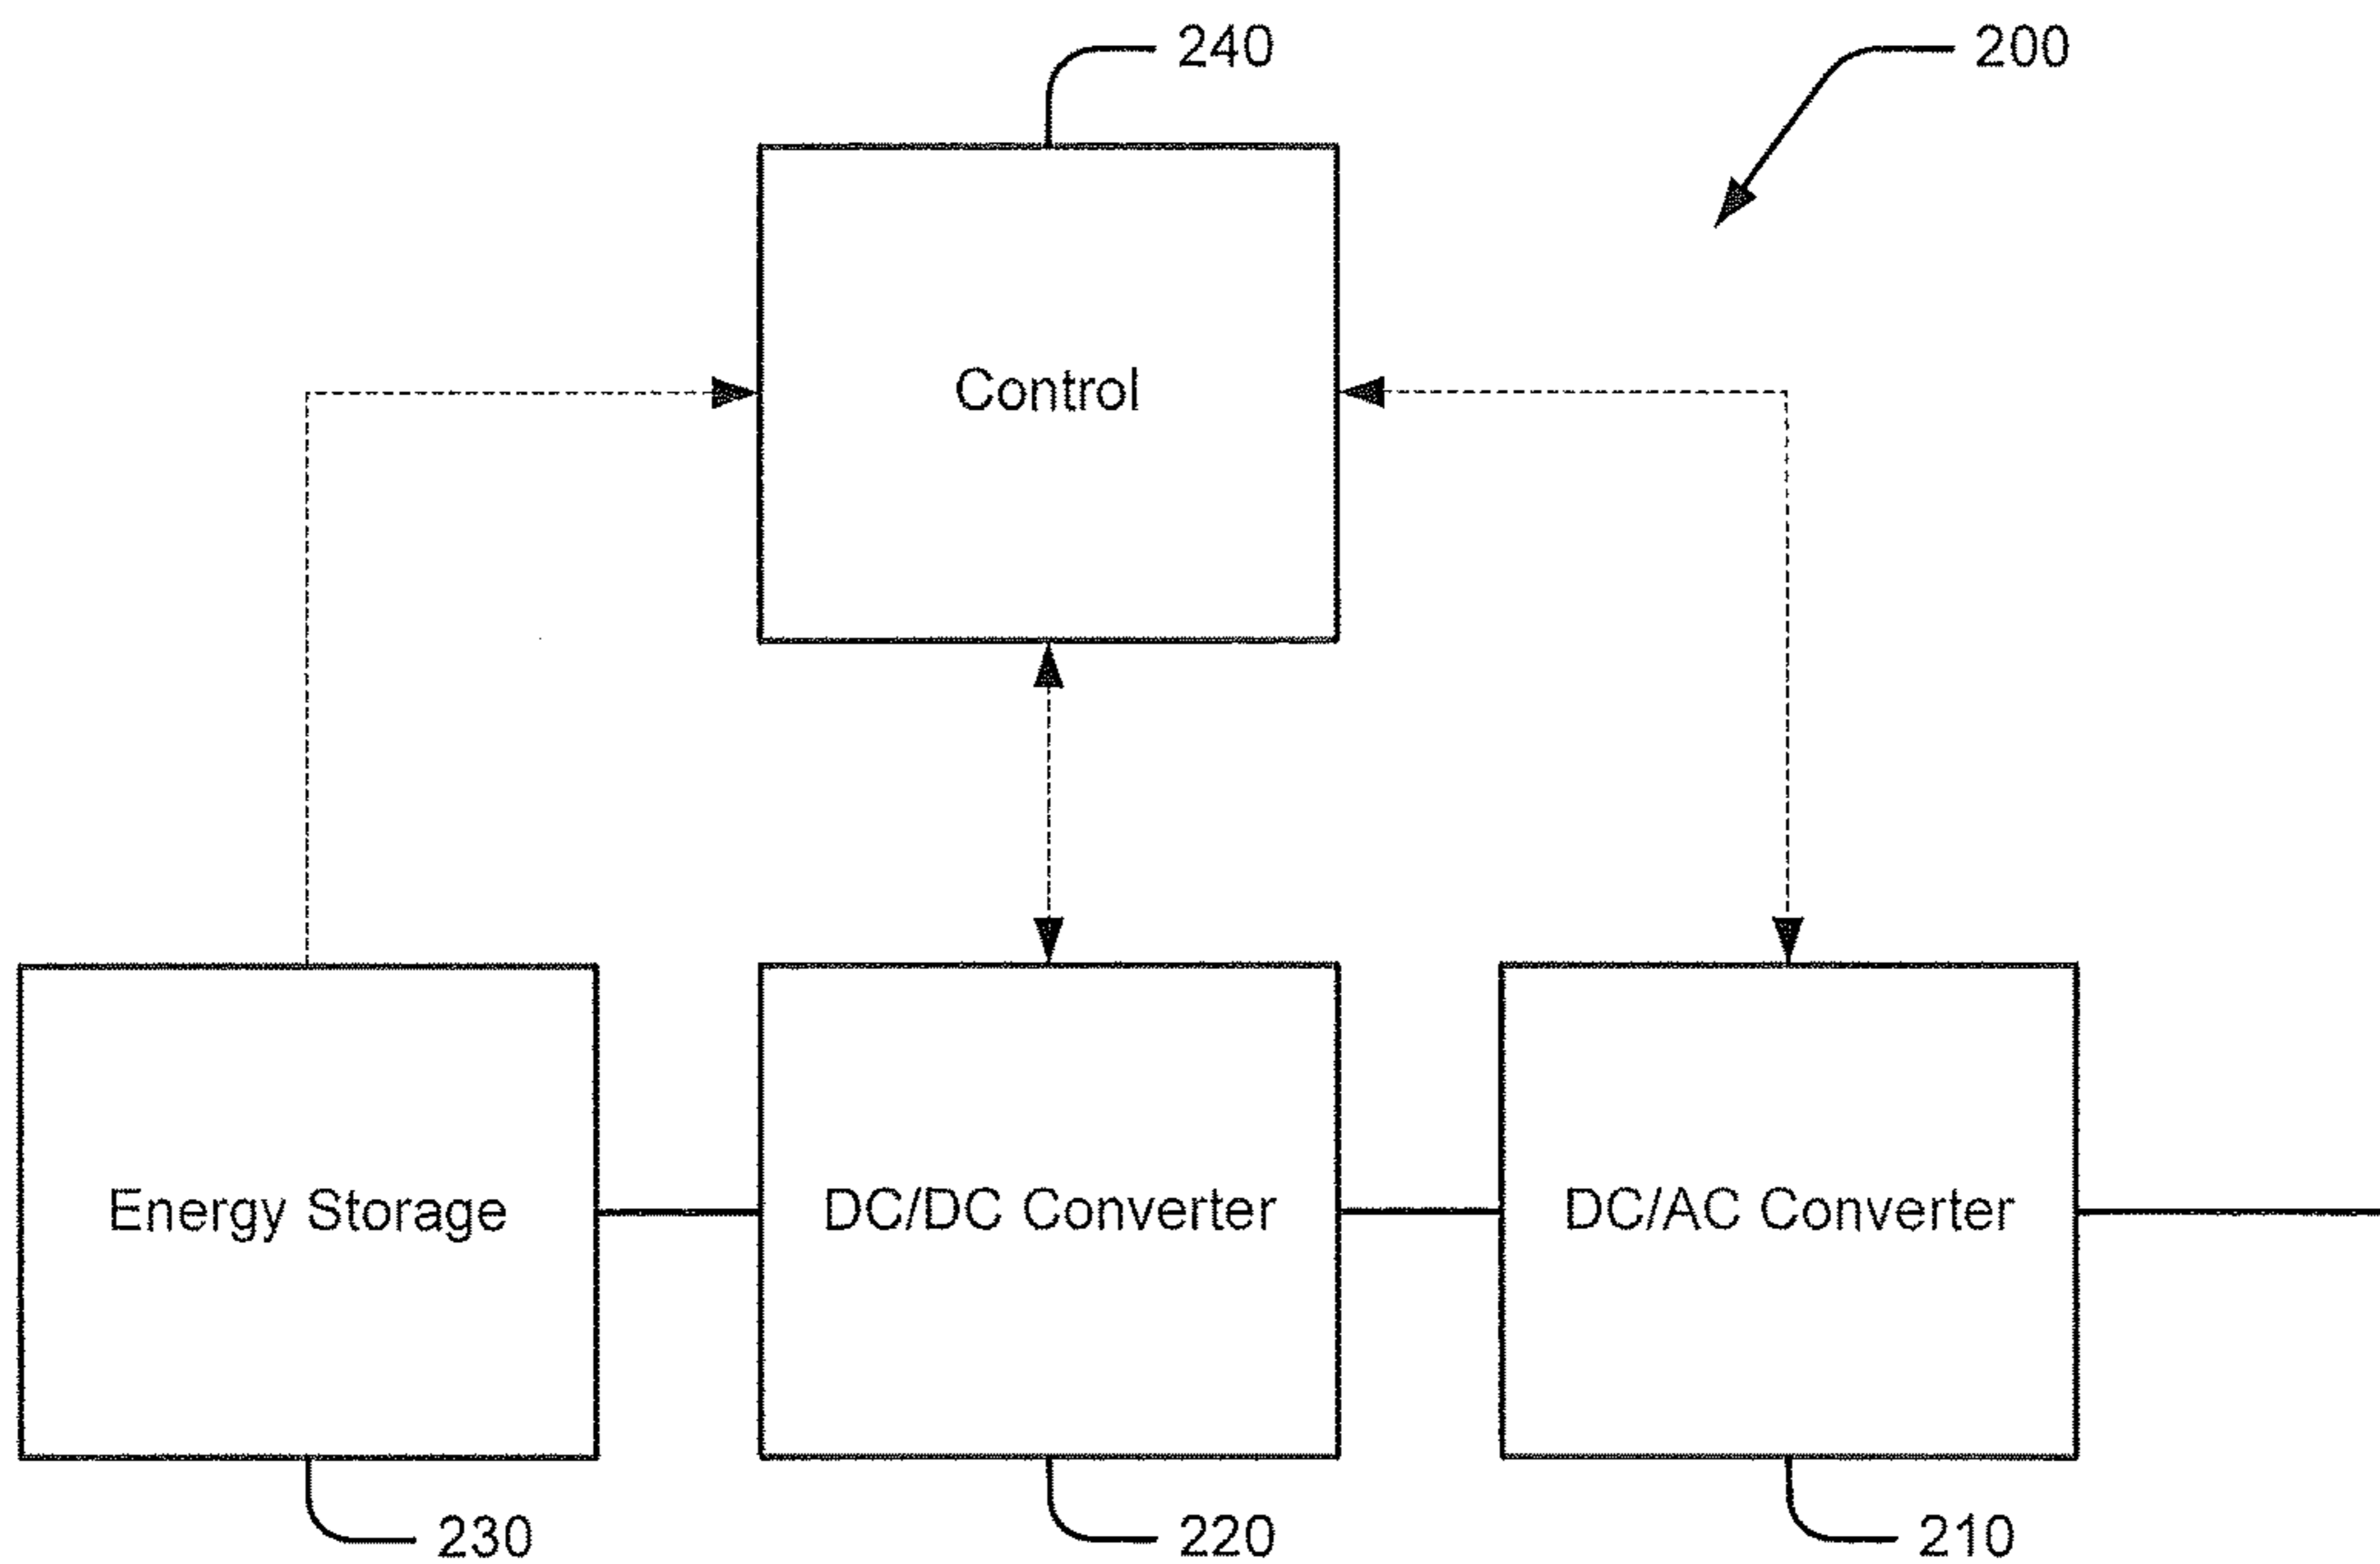 240
200
Control
Energy Storage
DC/DC Converter
DC/AC Converter
230
220
210